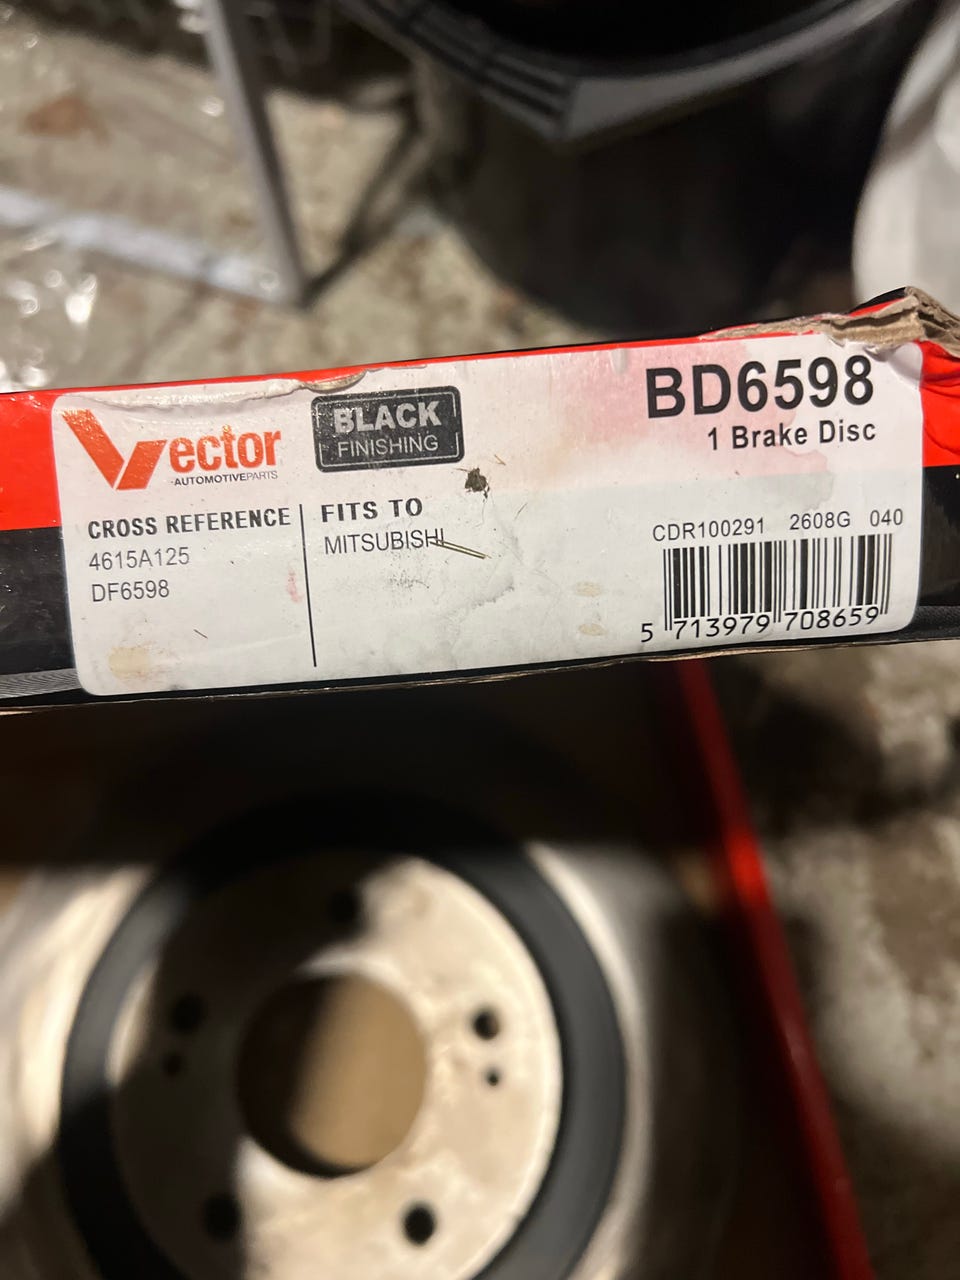 Vector
-AUTOMOTIVEPARTS
BLACK
FINISHING
BD6598
1 Brake Disc
CROSS REFERENCE
4615A125
DF6598
FITS TO
MITSUBISHI
CDR100291 2608G 040
5 713979 708659